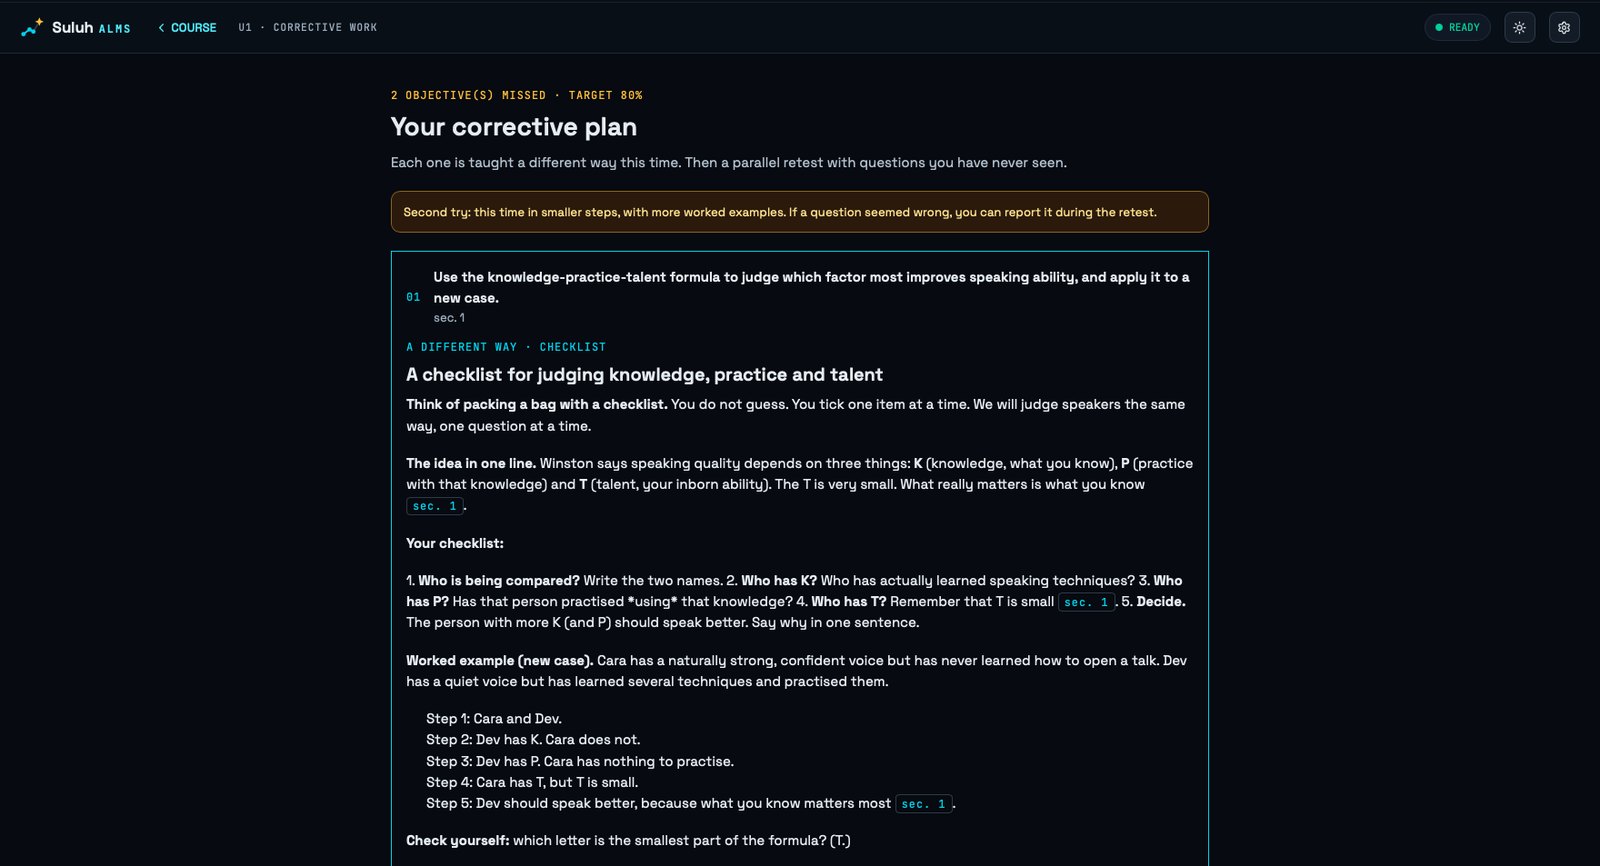 Suluh ALMS
COURSE
U1 · CORRECTIVE WORK
READY
2 OBJECTIVE(S) MISSED · TARGET 80%
Your corrective plan
Each one is taught a different way this time. Then a parallel retest with questions you have never seen.
Second try: this time in smaller steps, with more worked examples. If a question seemed wrong, you can report it during the retest.
01
Use the knowledge-practice-talent formula to judge which factor most improves speaking ability, and apply it to a
new case.
sec. 1
A DIFFERENT WAY · CHECKLIST
A checklist for judging knowledge, practice and talent
Think of packing a bag with a checklist. You do not guess. You tick one item at a time. We will judge speakers the same
way, one question at a time.
The idea in one line. Winston says speaking quality depends on three things: K (knowledge, what you know), P (practice
with that knowledge) and T (talent, your inborn ability). The T is very small. What really matters is what you know
sec. 1.
Your checklist:
1. Who is being compared? Write the two names. 2. Who has K? Who has actually learned speaking techniques? 3. Who
has P? Has that person practised *using* that knowledge? 4. Who has T? Remember that T is small sec. 1. 5. Decide.
The person with more K (and P) should speak better. Say why in one sentence.
Worked example (new case). Cara has a naturally strong, confident voice but has never learned how to open a talk. Dev
has a quiet voice but has learned several techniques and practised them.
Step 1: Cara and Dev.
Step 2: Dev has K. Cara does not.
Step 3: Dev has P. Cara has nothing to practise.
Step 4: Cara has T, but T is small.
Step 5: Dev should speak better, because what you know matters most sec. 1.
Check yourself: which letter is the smallest part of the formula? (T.)